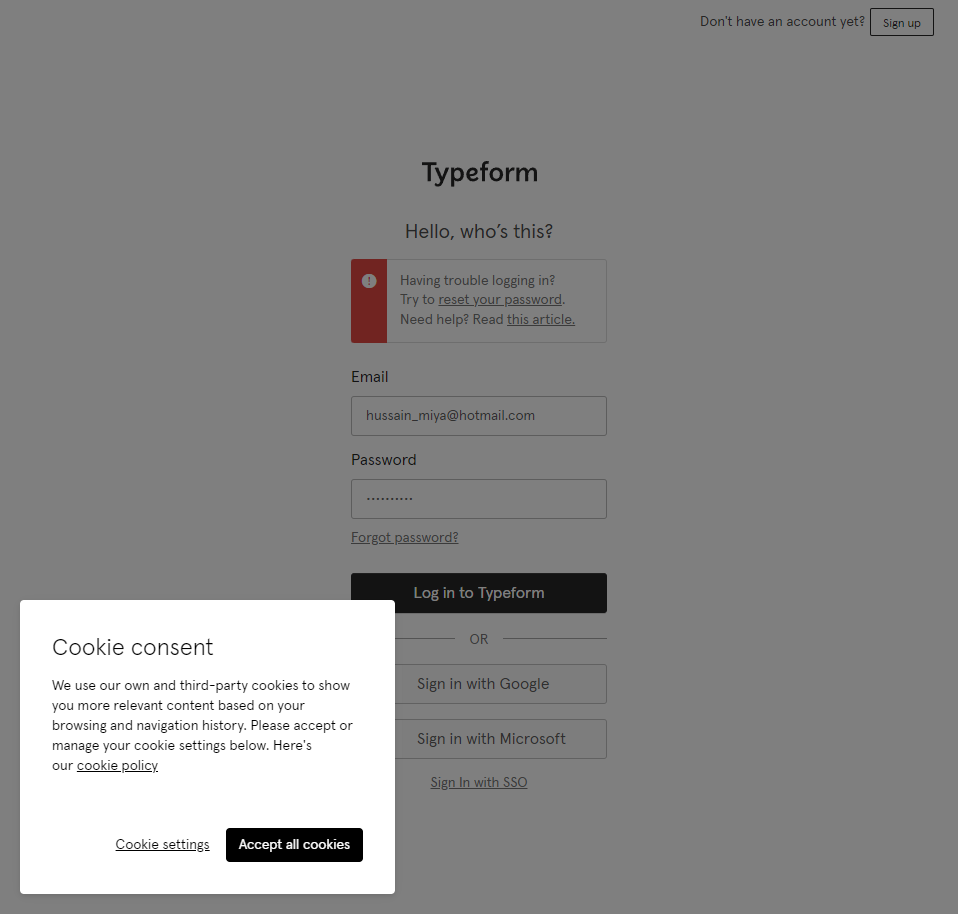 Don't have an account yet? Sign up
Typeform
Hello, who's this?
Having trouble logging in?
Try to reset your password.
Need help? Read this article.
Email
hussain_miya@hotmail.com
Password
··········
Forgot password?
Log in to Typeform
OR
Sign in with Google
Sign in with Microsoft
Sign In with SSO
Cookie consent
We use our own and third-party cookies to show
you more relevant content based on your
browsing and navigation history. Please accept or
manage your cookie settings below. Here's
our cookie policy
Cookie settings Accept all cookies